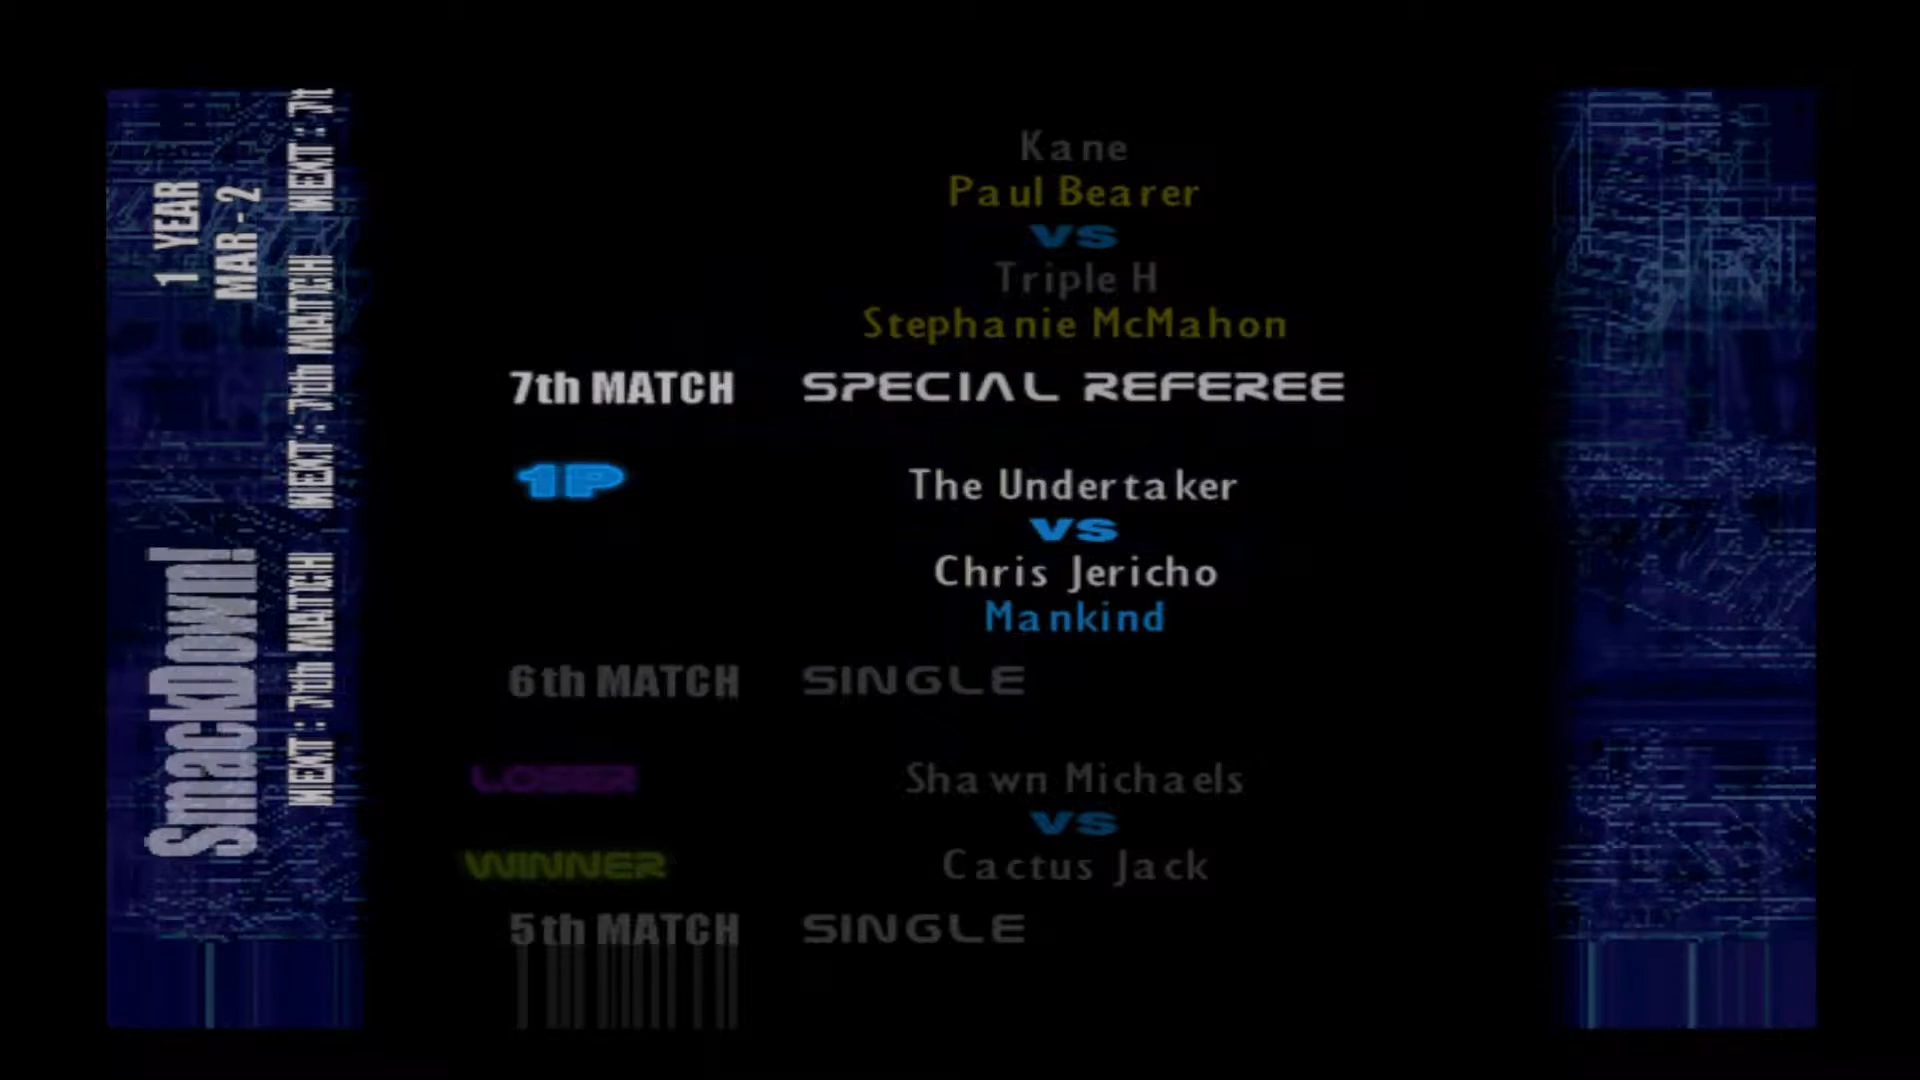 1 YEAR
MAR - 2
SmackDown!
NEXT : 7th MATCH NEXT : 7th MATCH NEXT : 7t
Kane
Paul Bearer
VS
Triple H
Stephanie McMahon
7th MATCH SPECIAL REFEREE
1P The Undertaker
VS
Chris Jericho
Mankind
6th MATCH SINGLE
LOSER Shawn Michaels
VS
WINNER Cactus Jack
5th MATCH SINGLE